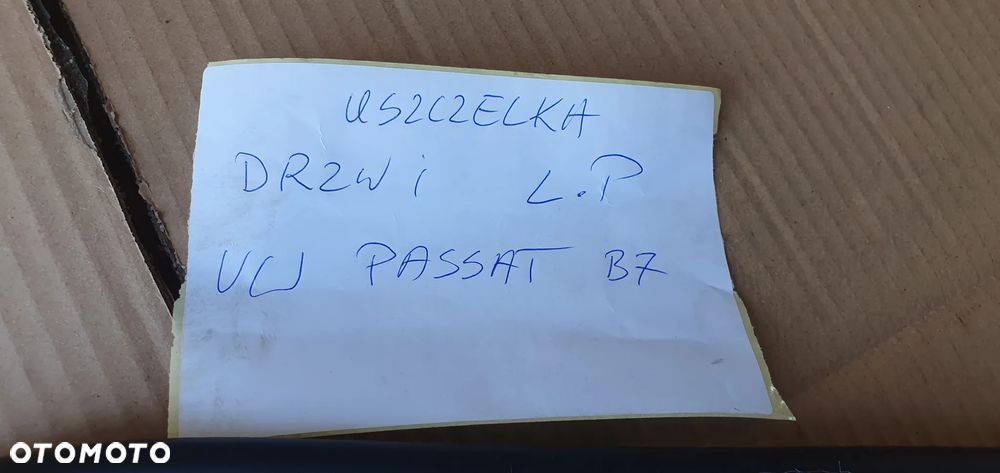 USZCZELKA
DRZWi L.P
VW PASSAT B7
OTOMOTO